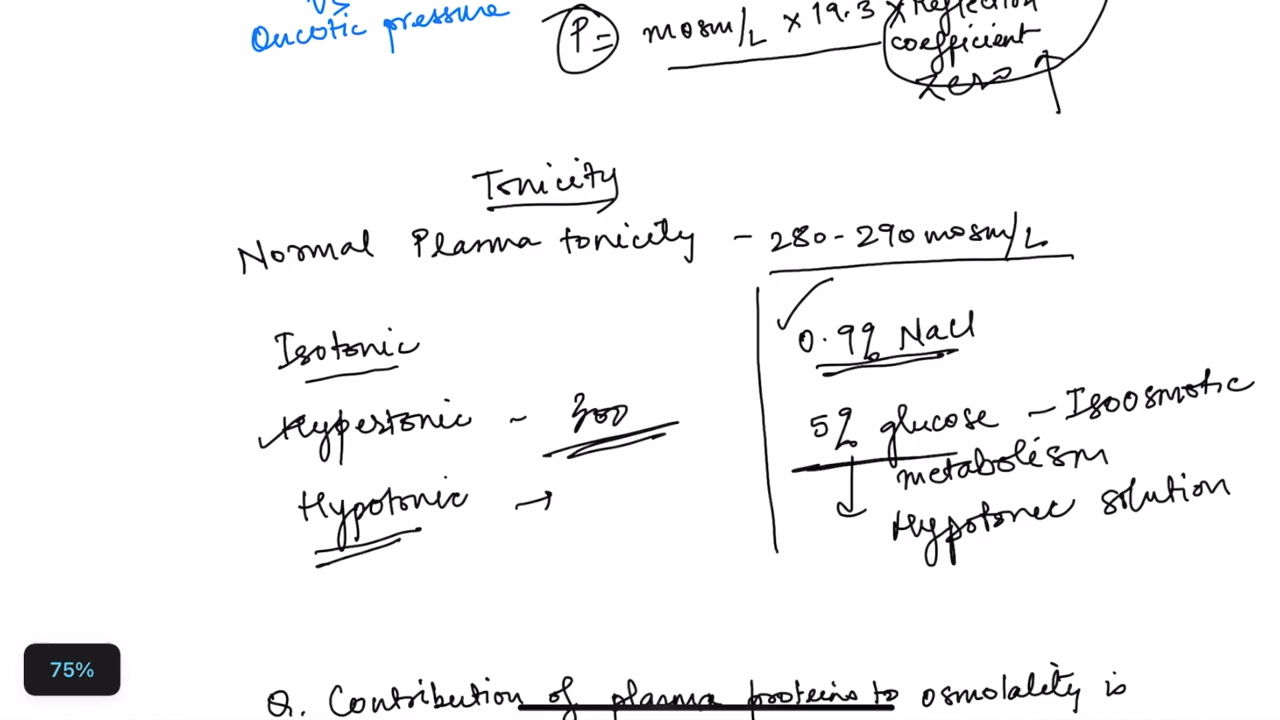 vs
Oncotic pressure
P = mosm/L × 19.3 × Reflection
coefficient
zero
Tonicity
Normal Plasma tonicity - 280-290 mosm/L
Isotonic
Hypertonic - 300
Hypotonic →
0.9% NaCl
5% glucose - Isoosmotic
metabolism
Hypotonic solution
Q. Contribution of plasma proteins to osmolality is
75%